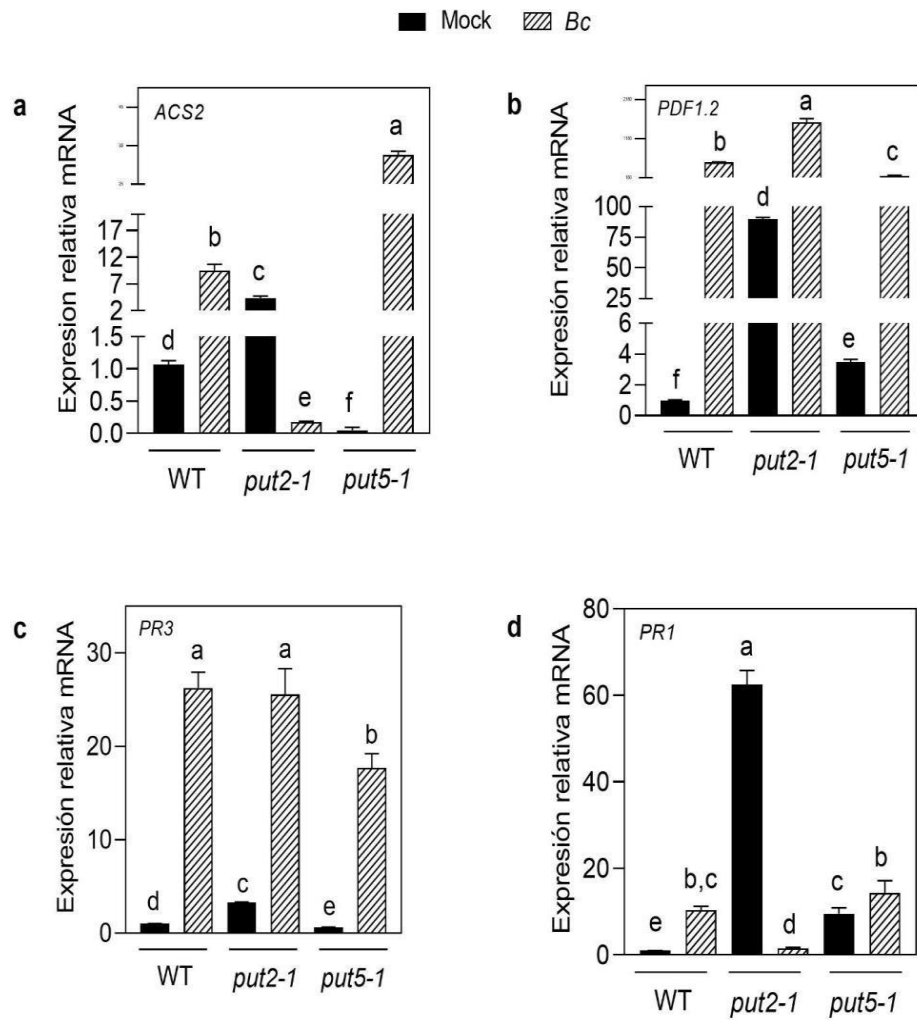 Mock Bc
a
ACS2
Expresión relativa mRNA
17
12
7
2
1.5
1.0
0.5
0.0
d b c e f a
WT put2-1 put5-1
b
PDF1.2
Expresión relativa mRNA
100
75
50
25
6
4
2
0
f b d a e c
WT put2-1 put5-1
c
PR3
Expresión relativa mRNA
30
20
10
0
d a c a e b
WT put2-1 put5-1
d
PR1
Expresión relativa mRNA
80
60
40
20
0
e b,c a d c b
WT put2-1 put5-1